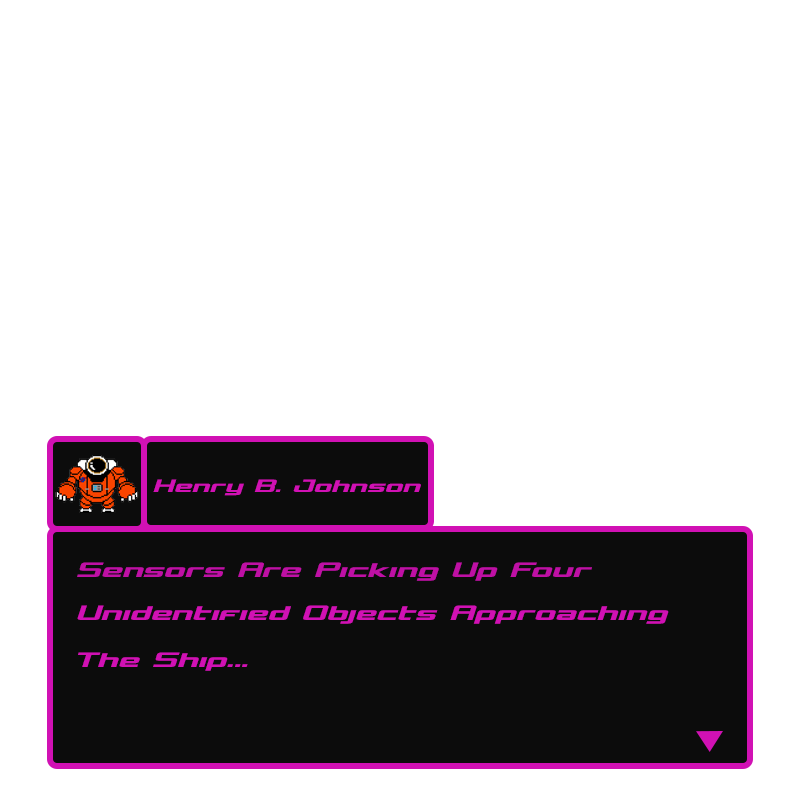 Henry B. Johnson
Sensors Are Picking Up Four
Unidentified Objects Approaching
The Ship...